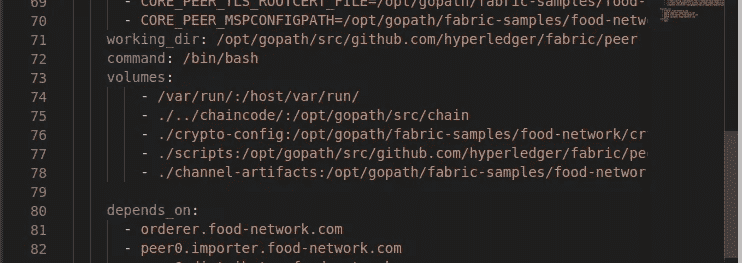 69 - CORE_PEER_TLS_ROOTCERT_FILE=/opt/gopath/fabric-samples/food-
70 - CORE_PEER_MSPCONFIGPATH=/opt/gopath/fabric-samples/food-netw
71 working_dir: /opt/gopath/src/github.com/hyperledger/fabric/peer
72 command: /bin/bash
73 volumes:
74 - /var/run/:/host/var/run/
75 - ./../chaincode/:/opt/gopath/src/chain
76 - ./crypto-config:/opt/gopath/fabric-samples/food-network/cr
77 - ./scripts:/opt/gopath/src/github.com/hyperledger/fabric/pe
78 - ./channel-artifacts:/opt/gopath/fabric-samples/food-networ
79
80 depends_on:
81 - orderer.food-network.com
82 - peer0.importer.food-network.com